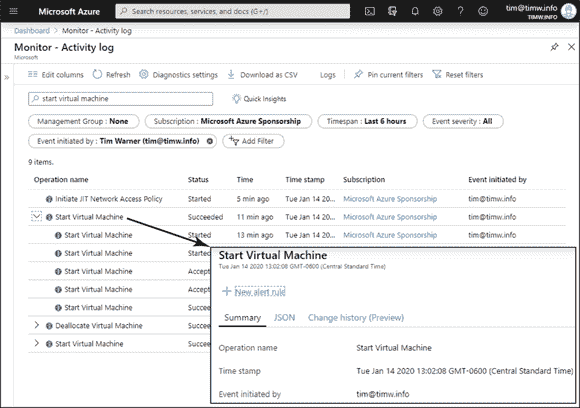 Microsoft Azure
Search resources, services, and docs (G+/)
tim@timw.info
TIMW.INFO
Dashboard > Monitor - Activity log
Monitor - Activity log
Microsoft
Edit columns Refresh Diagnostics settings Download as CSV Logs Pin current filters Reset filters
start virtual machine
Quick Insights
Management Group : None Subscription : Microsoft Azure Sponsorship Timespan : Last 6 hours Event severity : All
Event initiated by : Tim Warner (tim@timw.info) Add Filter
9 items.
Operation name Status Time Time stamp Subscription Event initiated by
Initiate JIT Network Access Policy Started 5 min ago Tue Jan 14 20... Microsoft Azure Sponsorship tim@timw.info
Start Virtual Machine Succeeded 11 min ago Tue Jan 14 20... Microsoft Azure Sponsorship tim@timw.info
Start Virtual Machine Started 13 min ago Tue Jan 14 20... Microsoft Azure Sponsorship tim@timw.info
Start Virtual Machine Started
Start Virtual Machine Accept
Start Virtual Machine Accept
Start Virtual Machine Succee
Deallocate Virtual Machine Succee
Start Virtual Machine Succee
Start Virtual Machine
Tue Jan 14 2020 13:02:08 GMT-0600 (Central Standard Time)
New alert rule
Summary JSON Change history (Preview)
Operation name Start Virtual Machine
Time stamp Tue Jan 14 2020 13:02:08 GMT-0600 (Central Standard Time)
Event initiated by tim@timw.info